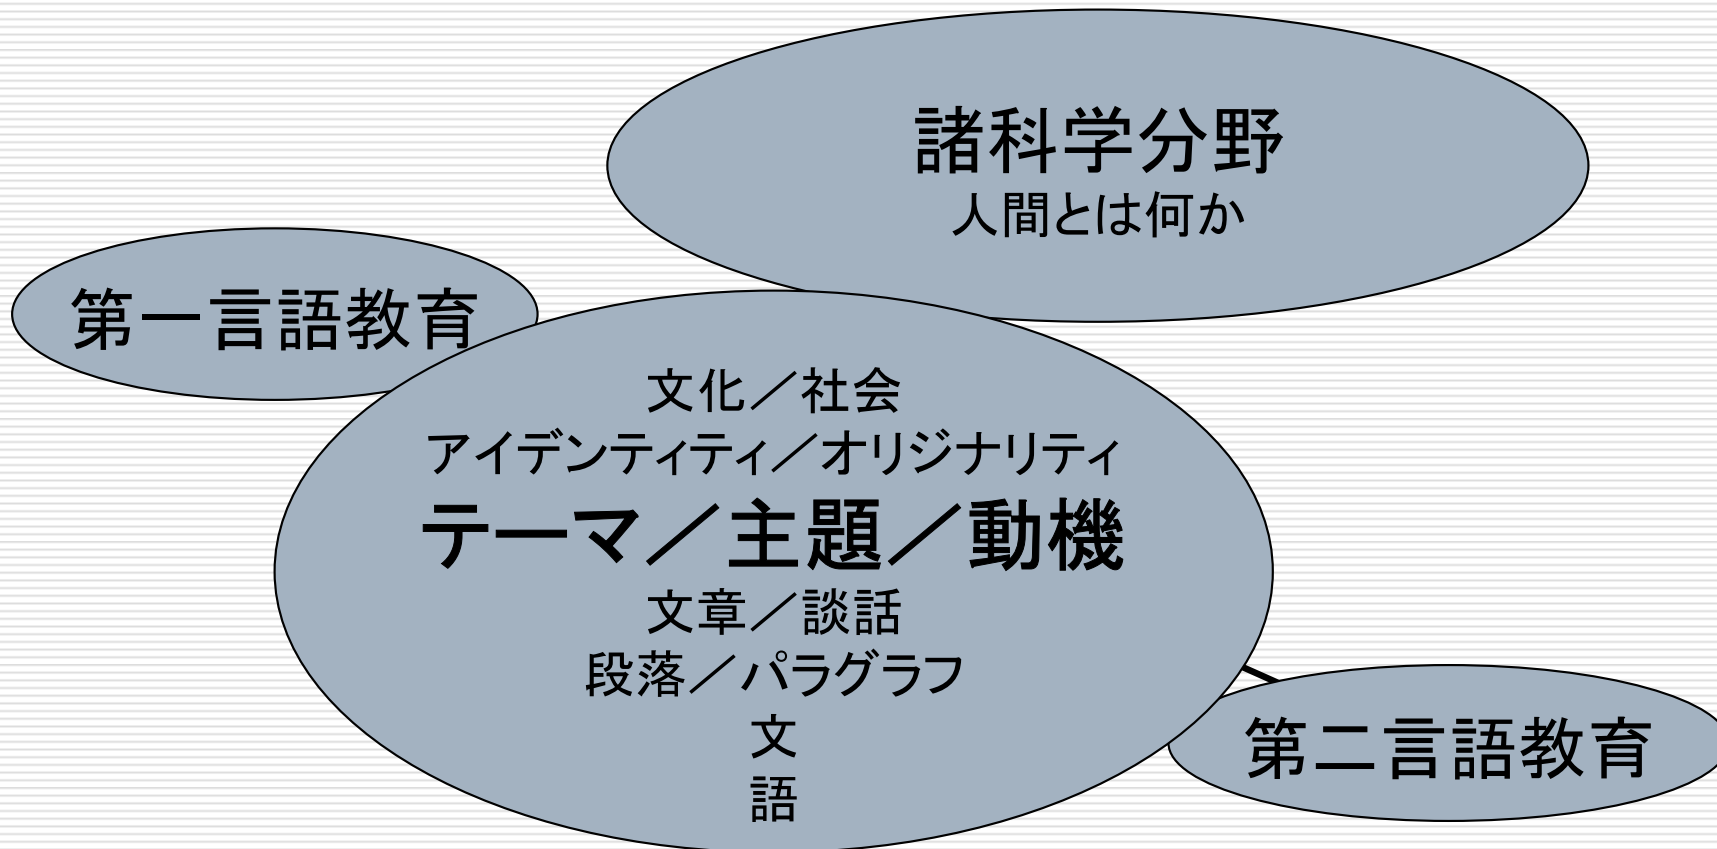 諸科学分野
人間とは何か
第一言語教育
文化／社会
アイデンティティ／オリジナリティ
テーマ／主題／動機
文章／談話
段落／パラグラフ
文
語
第二言語教育